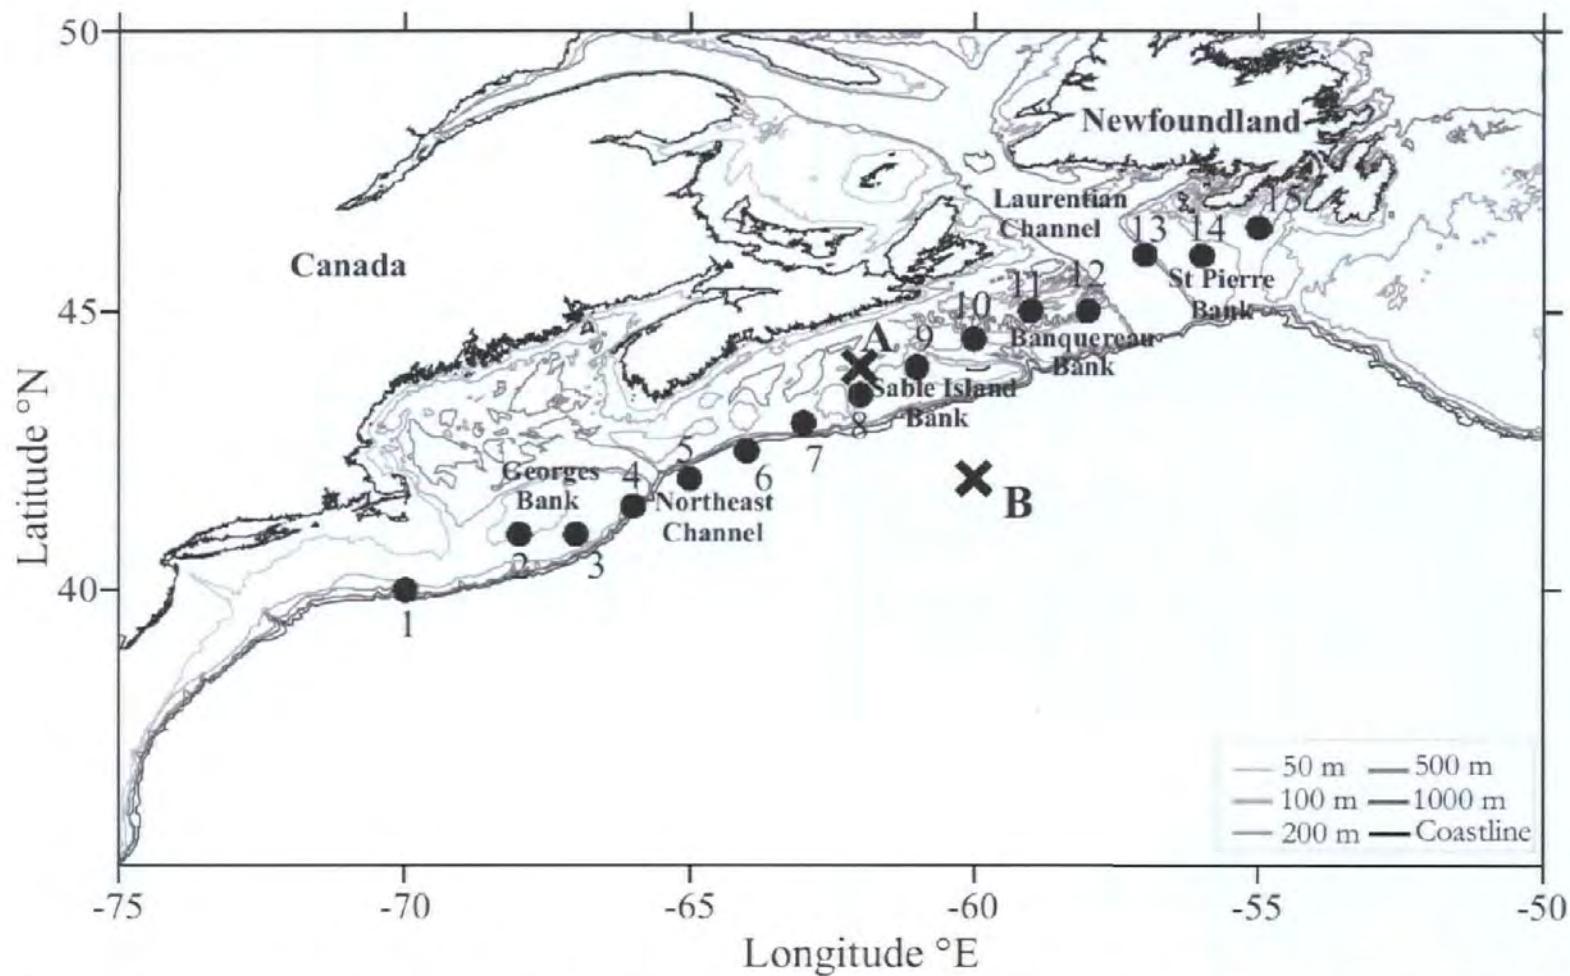 50
45
40
Latitude °N
Newfoundland
Laurentian
Channel
Canada
15
13
14
St Pierre
Bank
12
11
10
Banquereau
Bank
A
9
Sable Island
Bank
8
7
6
5
4
Georges
Bank
Northeast
Channel
B
2
3
1
50 m
500 m
100 m
1000 m
200 m
Coastline
-75
-70
-65
-60
-55
-50
Longitude °E